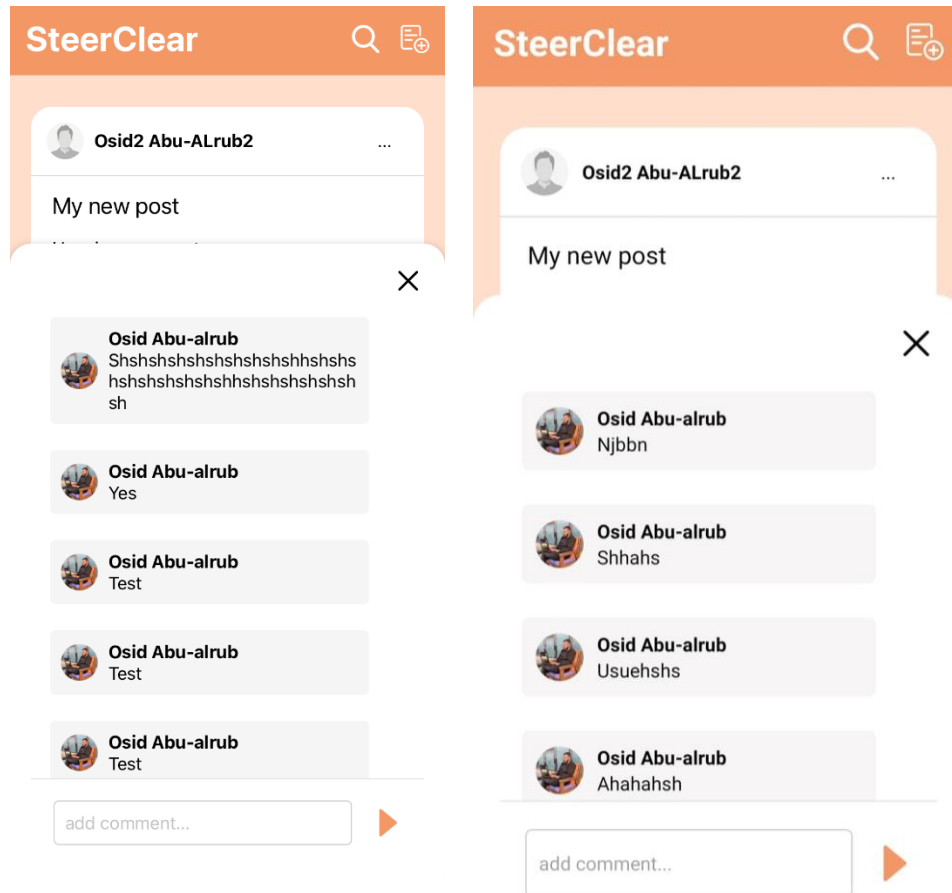 SteerClear
Osid2 Abu-ALrub2
...
My new post
Osid Abu-alrub
Shshshshshshshshshshhshshs
hshshshshshshhshshshshshsh
sh
Osid Abu-alrub
Yes
Osid Abu-alrub
Test
Osid Abu-alrub
Test
Osid Abu-alrub
Test
add comment...
SteerClear
Osid2 Abu-ALrub2
...
My new post
Osid Abu-alrub
Njbbn
Osid Abu-alrub
Shhahs
Osid Abu-alrub
Usuehshs
Osid Abu-alrub
Ahahahsh
add comment...